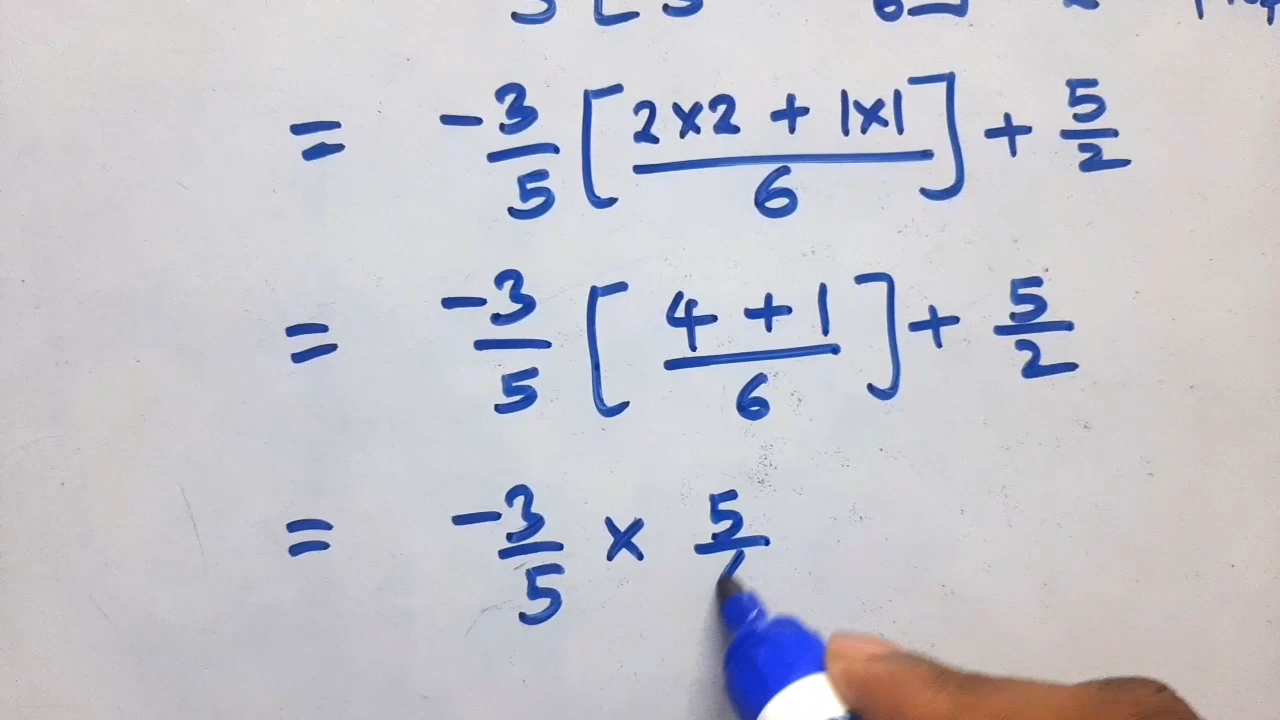 = -3/5 [ 2×2 + 1×1 / 6 ] + 5/2
= -3/5 [ 4 + 1 / 6 ] + 5/2
= -3/5 × 5/